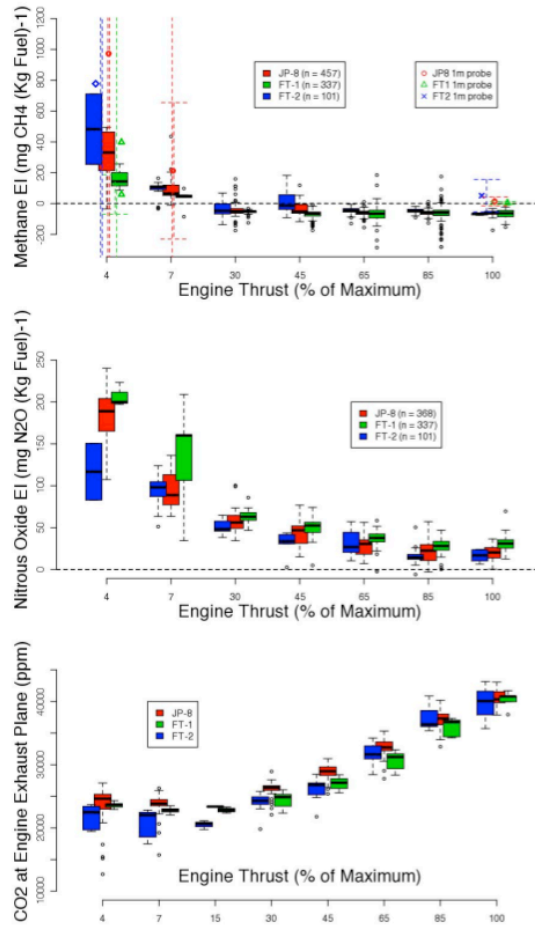 Methane EI (mg CH4 (Kg Fuel)-1)
1200
1000
800
600
400
200
0
-200
JP-8 (n = 457)
FT-1 (n = 337)
FT-2 (n = 101)
JP8 1m probe
FT1 1m probe
FT2 1m probe
4 7 30 45 65 85 100
Engine Thrust (% of Maximum)
Nitrous Oxide EI (mg N2O (Kg Fuel)-1)
250
200
150
100
50
0
JP-8 (n = 368)
FT-1 (n = 337)
FT-2 (n = 101)
4 7 30 45 65 85 100
Engine Thrust (% of Maximum)
CO2 at Engine Exhaust Plane (ppm)
40000
30000
20000
10000
JP-8
FT-1
FT-2
Engine Thrust (% of Maximum)
4 7 15 30 45 65 85 100